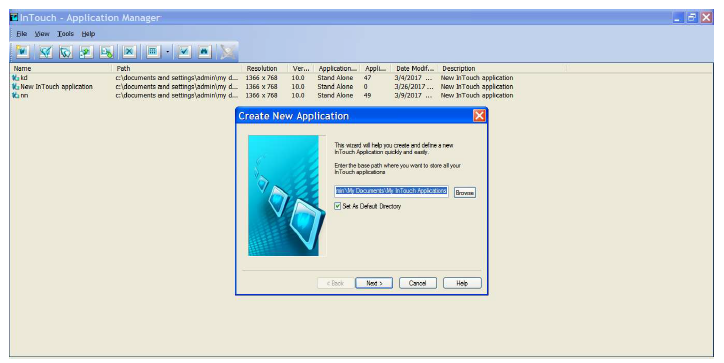 InTouch - Application Manager
File View Tools Help
Name Path Resolution Ver... Application... Appli... Date Modif... Description
kd c:\documents and settings\admin\my d... 1366 x 768 10.0 Stand Alone 47 3/4/2017 ... New InTouch application
New InTouch application c:\documents and settings\admin\my d... 1366 x 768 10.0 Stand Alone 0 3/26/2017 ... New InTouch application
nn c:\documents and settings\admin\my d... 1366 x 768 10.0 Stand Alone 49 3/9/2017 ... New InTouch application
Create New Application
This wizard will help you create and define a new
InTouch Application quickly and easily.
Enter the base path where you want to store all your
InTouch applications
\My Documents\My InTouch Applications Browse
Set As Default Directory
< Back Next > Cancel Help